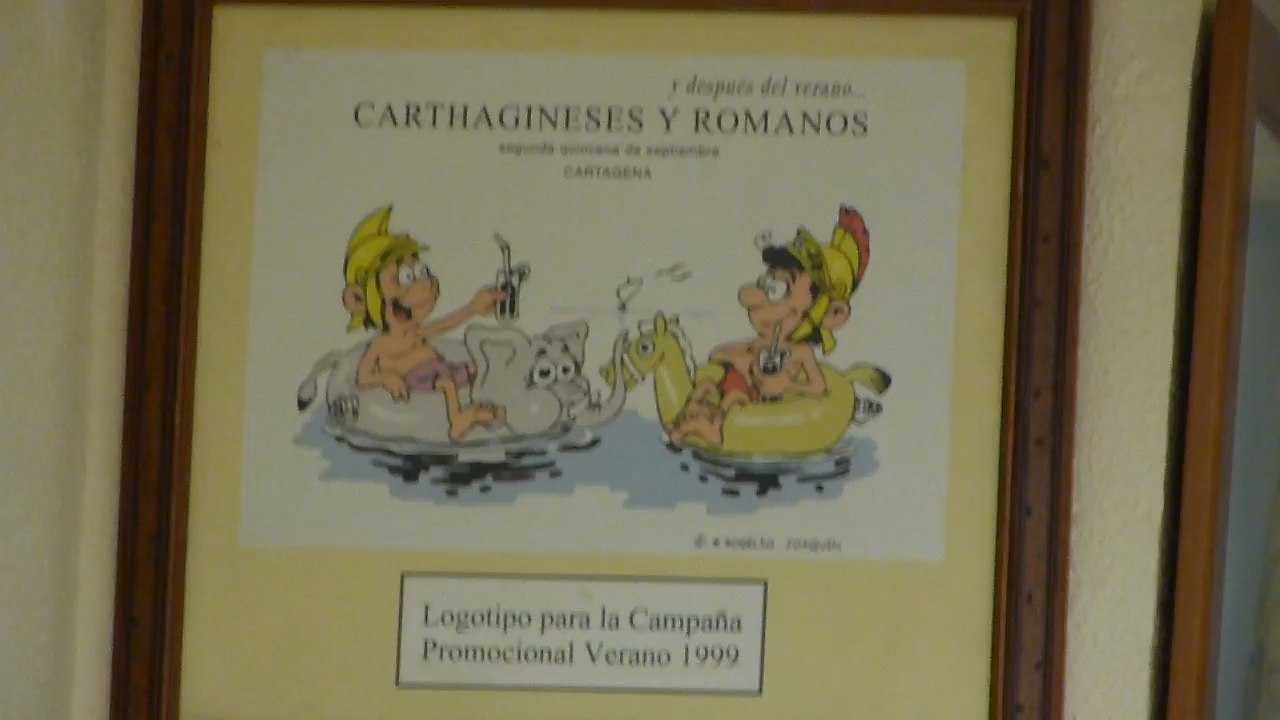 y después del verano...
CARTHAGINESES Y ROMANOS
segunda quincena de septiembre
CARTAGENA
Logotipo para la Campaña
Promocional Verano 1999